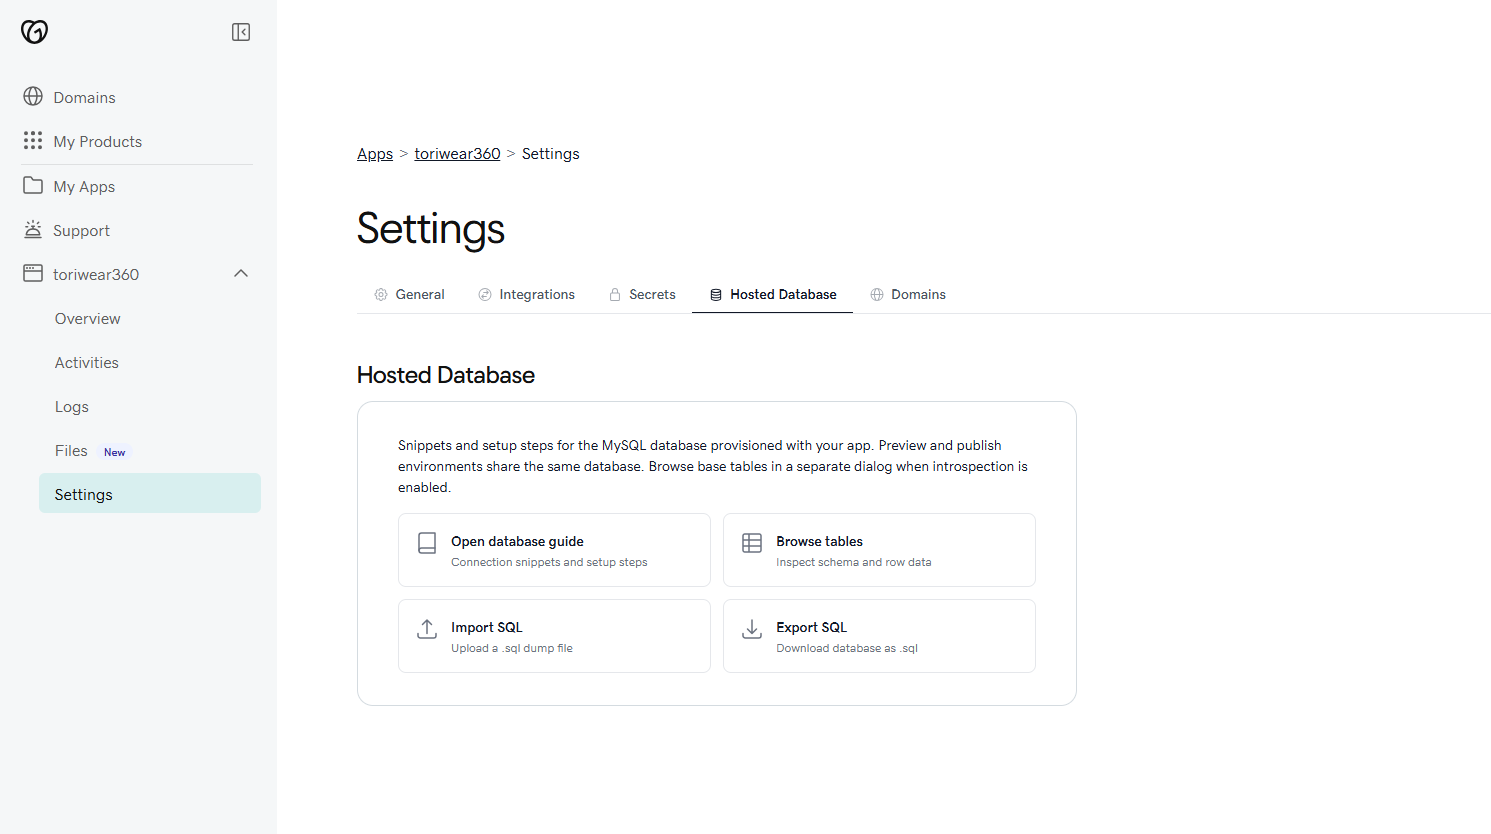 Domains
My Products
My Apps
Support
toriwear360
Overview
Activities
Logs
Files New
Settings
Apps > toriwear360 > Settings
Settings
General Integrations Secrets Hosted Database Domains
Hosted Database
Snippets and setup steps for the MySQL database provisioned with your app. Preview and publish
environments share the same database. Browse base tables in a separate dialog when introspection is
enabled.
Open database guide
Connection snippets and setup steps
Browse tables
Inspect schema and row data
Import SQL
Upload a .sql dump file
Export SQL
Download database as .sql